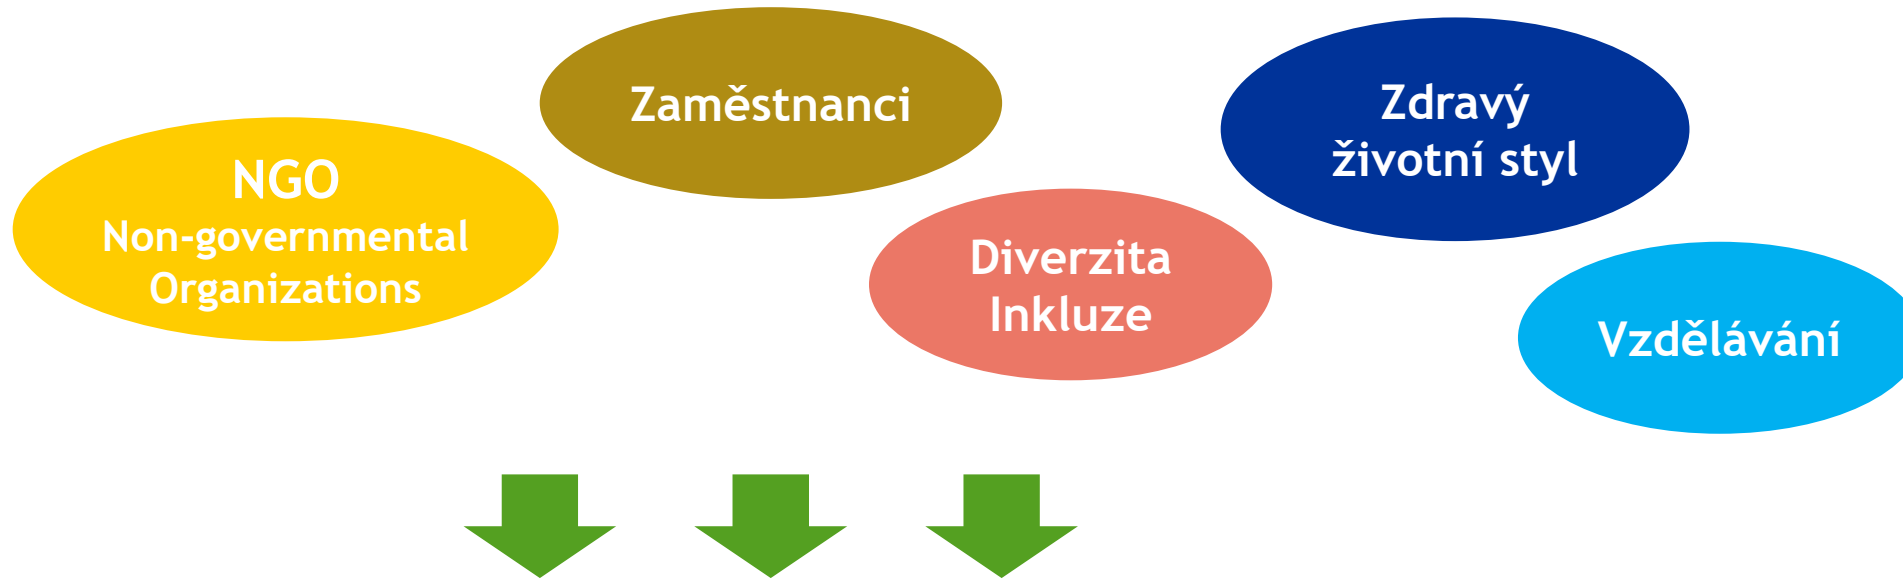 NGO
Non-governmental
Organizations
Zaměstnanci
Diverzita
Inkluze
Zdravý
životní styl
Vzdělávání